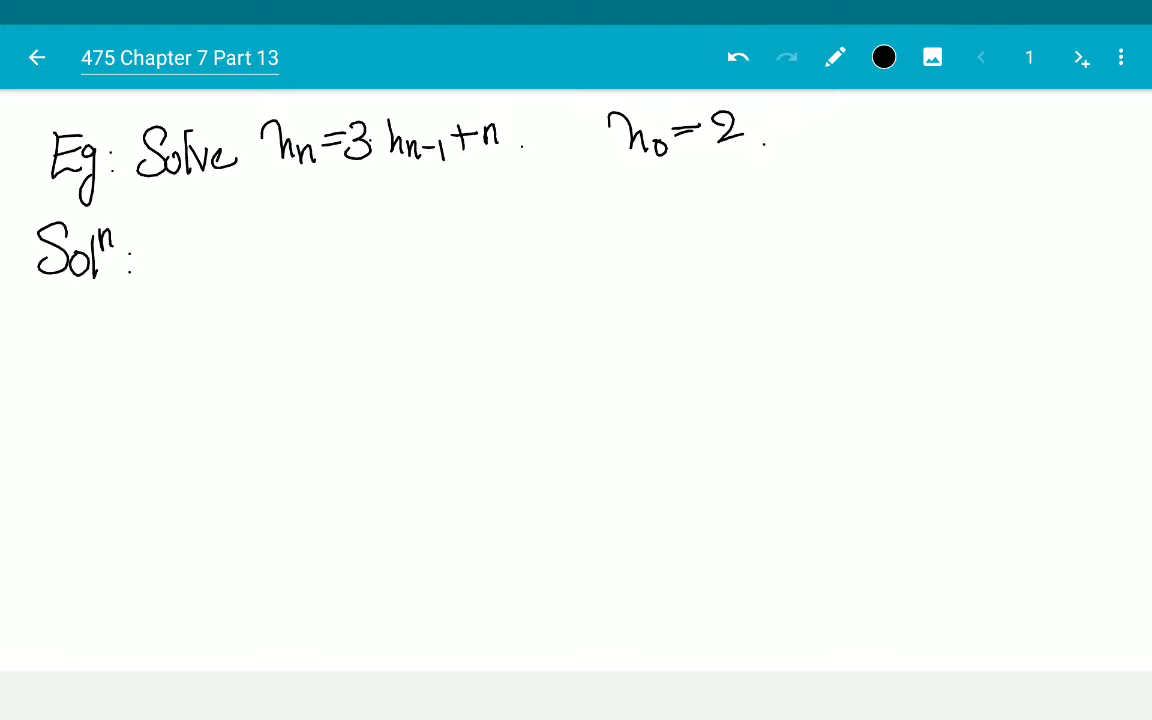 475 Chapter 7 Part 13
1
Eg: Solve hn=3 hn-1+n. h0=2.
Solⁿ: